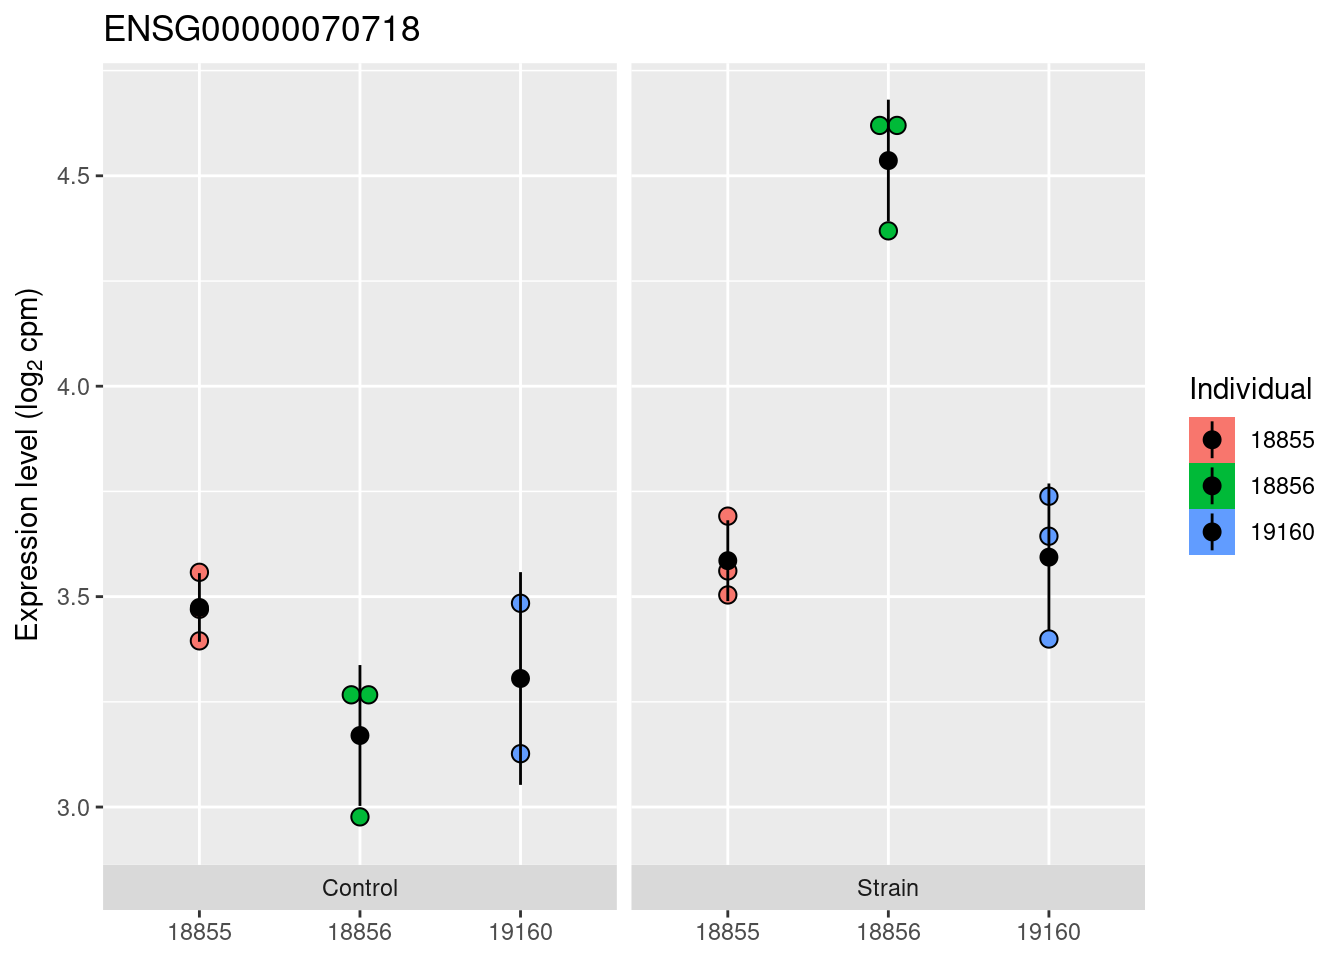 ENSG00000070718
Expression level (log₂ cpm)
4.5
4.0
3.5
3.0
Control
Strain
18855
18856
19160
18855
18856
19160
Individual
18855
18856
19160